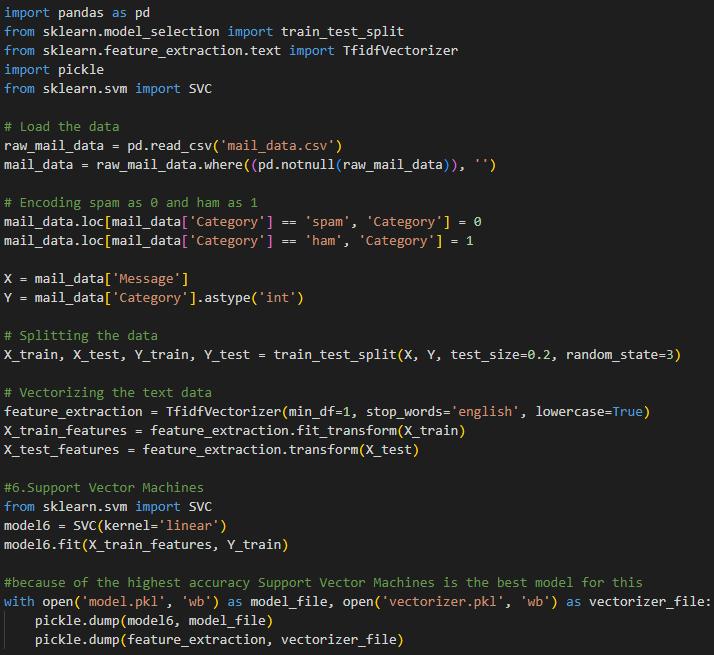 import pandas as pd
from sklearn.model_selection import train_test_split
from sklearn.feature_extraction.text import TfidfVectorizer
import pickle
from sklearn.svm import SVC

# Load the data
raw_mail_data = pd.read_csv('mail_data.csv')
mail_data = raw_mail_data.where((pd.notnull(raw_mail_data)), '')

# Encoding spam as 0 and ham as 1
mail_data.loc[mail_data['Category'] == 'spam', 'Category'] = 0
mail_data.loc[mail_data['Category'] == 'ham', 'Category'] = 1

X = mail_data['Message']
Y = mail_data['Category'].astype('int')

# Splitting the data
X_train, X_test, Y_train, Y_test = train_test_split(X, Y, test_size=0.2, random_state=3)

# Vectorizing the text data
feature_extraction = TfidfVectorizer(min_df=1, stop_words='english', lowercase=True)
X_train_features = feature_extraction.fit_transform(X_train)
X_test_features = feature_extraction.transform(X_test)

#6.Support Vector Machines
from sklearn.svm import SVC
model6 = SVC(kernel='linear')
model6.fit(X_train_features, Y_train)

#because of the highest accuracy Support Vector Machines is the best model for this
with open('model.pkl', 'wb') as model_file, open('vectorizer.pkl', 'wb') as vectorizer_file:
    pickle.dump(model6, model_file)
    pickle.dump(feature_extraction, vectorizer_file)